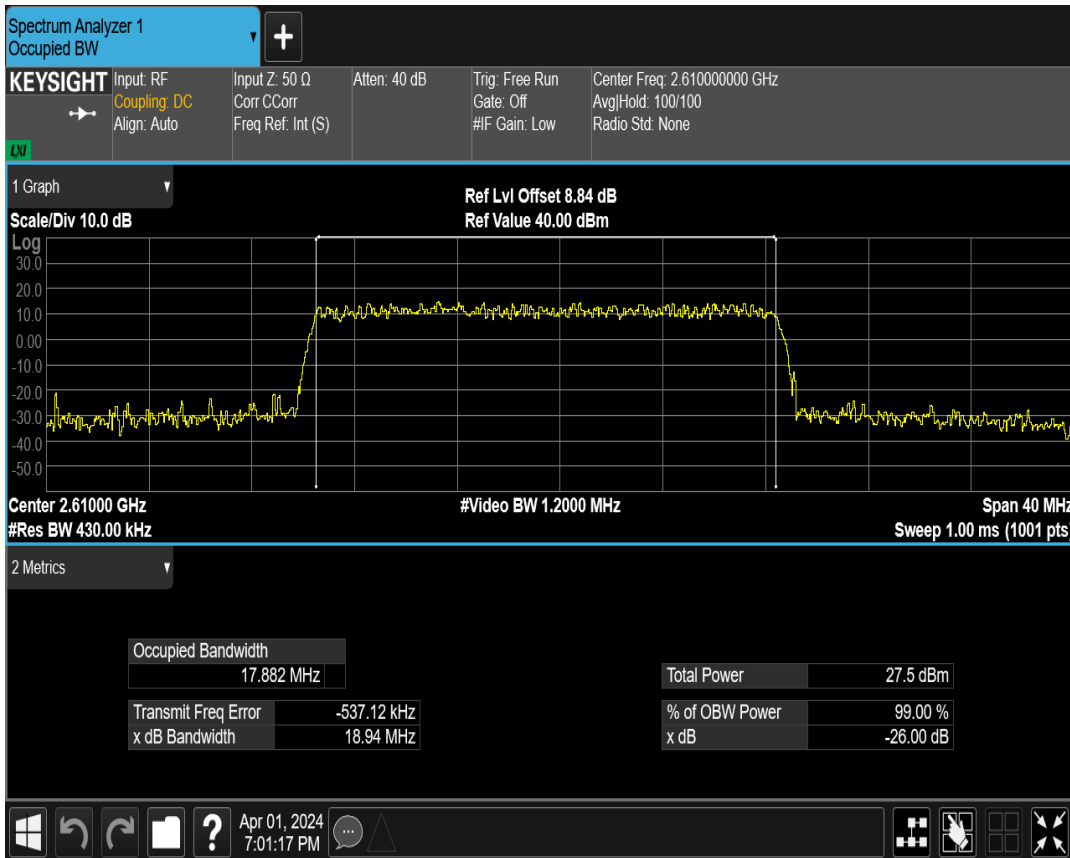 Spectrum Analyzer 1
Occupied BW
+
KEYSIGHT
LXI
Input: RF
Coupling: DC
Align: Auto
Input Z: 50 Ω
Corr CCorr
Freq Ref: Int (S)
Atten: 40 dB
Trig: Free Run
Gate: Off
#IF Gain: Low
Center Freq: 2.610000000 GHz
Avg|Hold: 100/100
Radio Std: None
1 Graph
Scale/Div 10.0 dB
Ref Lvl Offset 8.84 dB
Ref Value 40.00 dBm
Log
30.0
20.0
10.0
0.00
-10.0
-20.0
-30.0
-40.0
-50.0
Center 2.61000 GHz
#Res BW 430.00 kHz
#Video BW 1.2000 MHz
Span 40 MHz
Sweep 1.00 ms (1001 pts)
2 Metrics
Occupied Bandwidth
17.882 MHz
Transmit Freq Error -537.12 kHz
x dB Bandwidth 18.94 MHz
Total Power 27.5 dBm
% of OBW Power 99.00 %
x dB -26.00 dB
?
Apr 01, 2024
7:01:17 PM